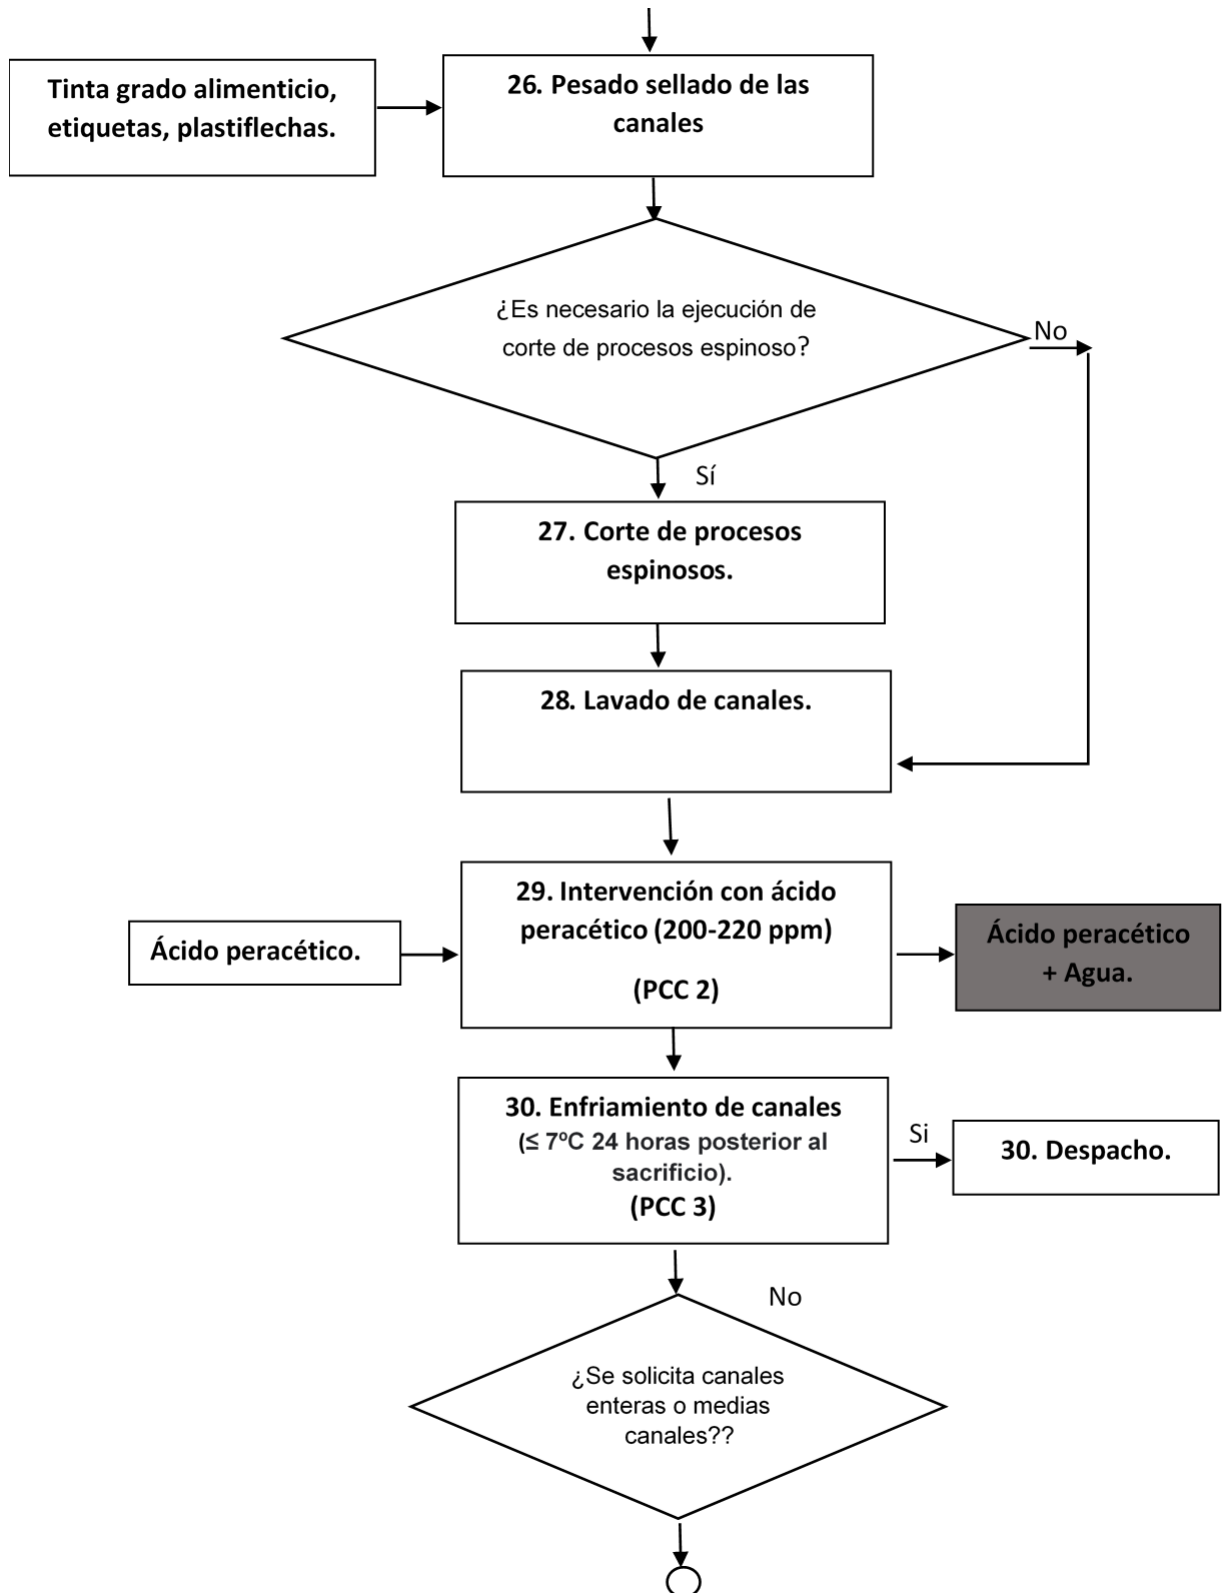 Tinta grado alimenticio,
etiquetas, plastiflechas.
26. Pesado sellado de las
canales
¿Es necesario la ejecución de
corte de procesos espinoso?
No
Sí
27. Corte de procesos
espinosos.
28. Lavado de canales.
29. Intervención con ácido
peracético (200-220 ppm)
(PCC 2)
Ácido peracético.
Ácido peracético
+ Agua.
30. Enfriamiento de canales
(≤ 7ºC 24 horas posterior al
sacrificio).
(PCC 3)
Si
30. Despacho.
No
¿Se solicita canales
enteras o medias
canales??